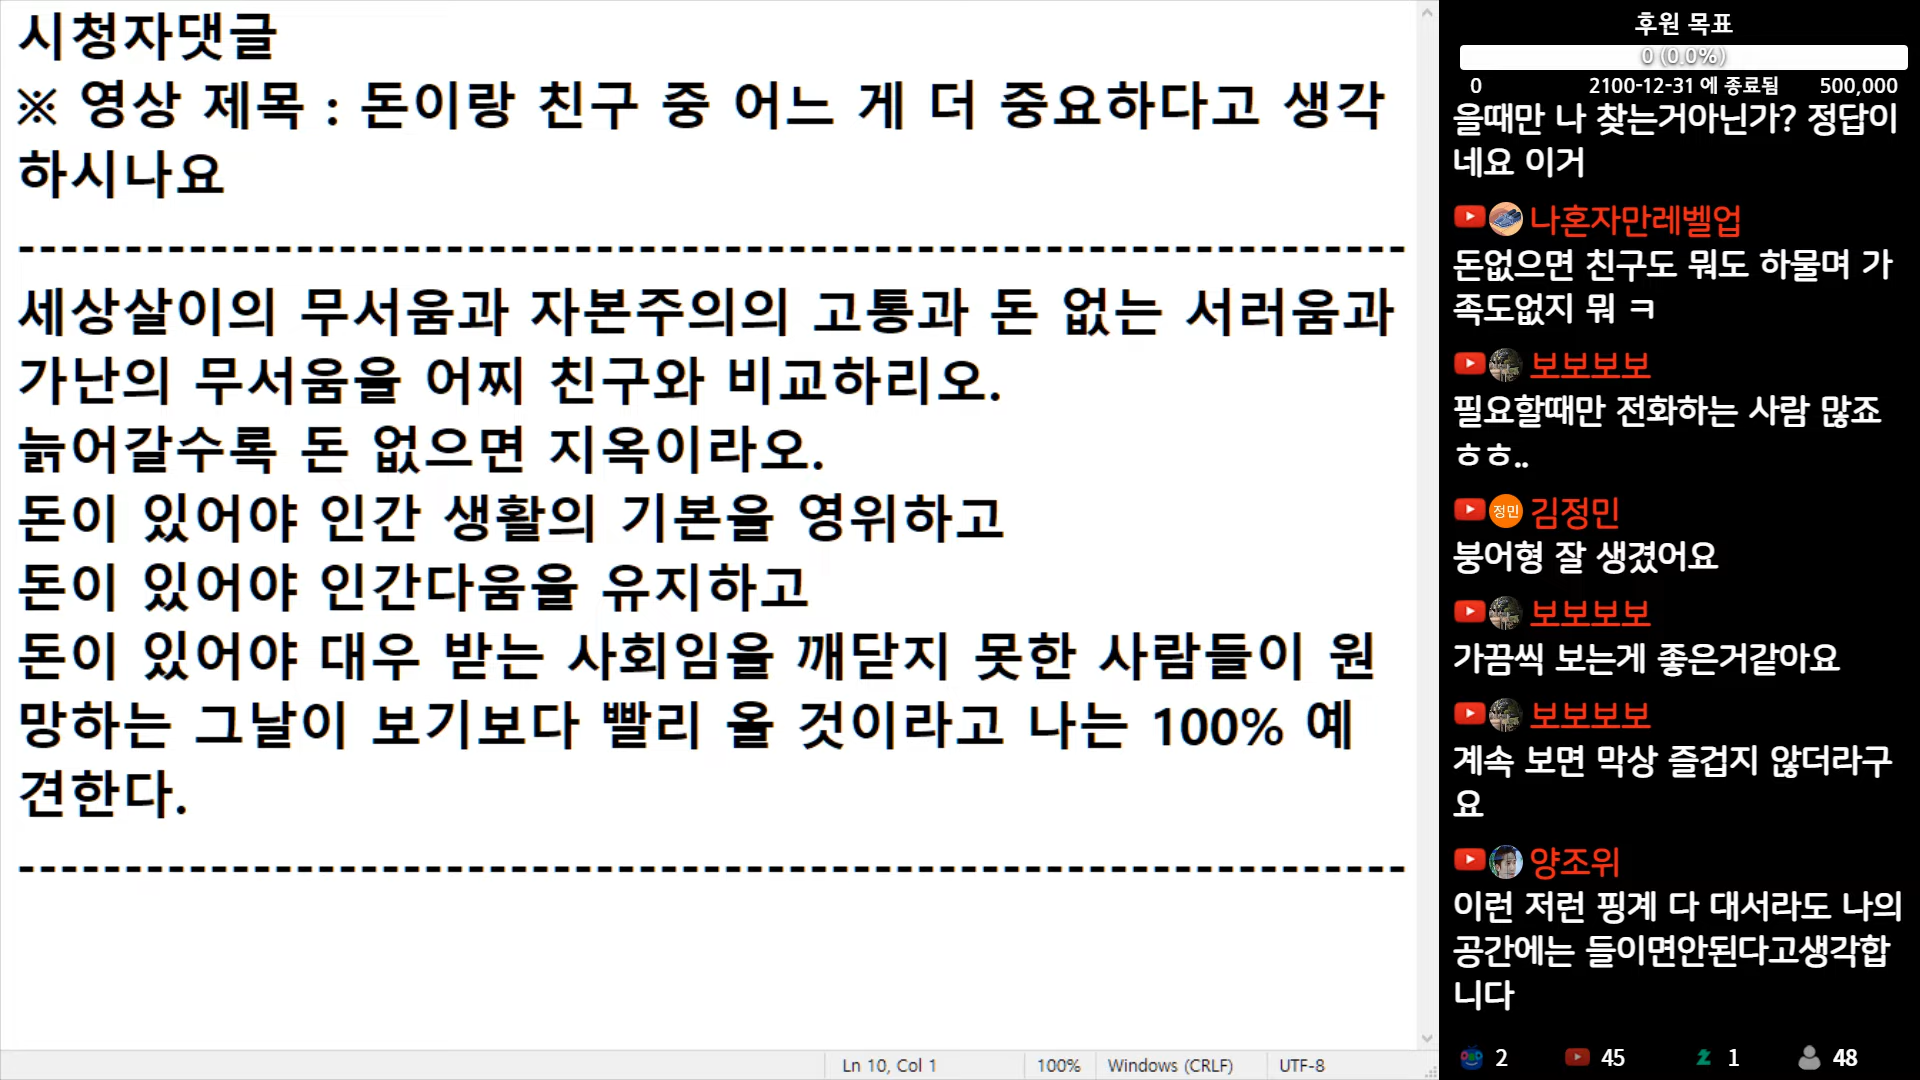 시청자댓글
※ 영상 제목 : 돈이랑 친구 중 어느 게 더 중요하다고 생각
하시나요
-----------------------------------------------------------------
세상살이의 무서움과 자본주의의 고통과 돈 없는 서러움과
가난의 무서움을 어찌 친구와 비교하리오.
늙어갈수록 돈 없으면 지옥이라오.
돈이 있어야 인간 생활의 기본을 영위하고
돈이 있어야 인간다움을 유지하고
돈이 있어야 대우 받는 사회임을 깨닫지 못한 사람들이 원
망하는 그날이 보기보다 빨리 올 것이라고 나는 100% 예
견한다.
-----------------------------------------------------------------
Ln 10, Col 1 100% Windows (CRLF) UTF-8
후원 목표
0 (0.0%)
0 2100-12-31 에 종료됨 500,000
을때만 나 찾는거아닌가? 정답이
네요 이거
나혼자만레벨업
돈없으면 친구도 뭐도 하물며 가
족도없지 뭐 ㅋ
보보보보
필요할때만 전화하는 사람 많죠
ㅎㅎ..
정민 김정민
붕어형 잘 생겼어요
보보보보
가끔씩 보는게 좋은거같아요
보보보보
계속 보면 막상 즐겁지 않더라구
요
양조위
이런 저런 핑계 다 대서라도 나의
공간에는 들이면안된다고생각합
니다
2 45 1 48